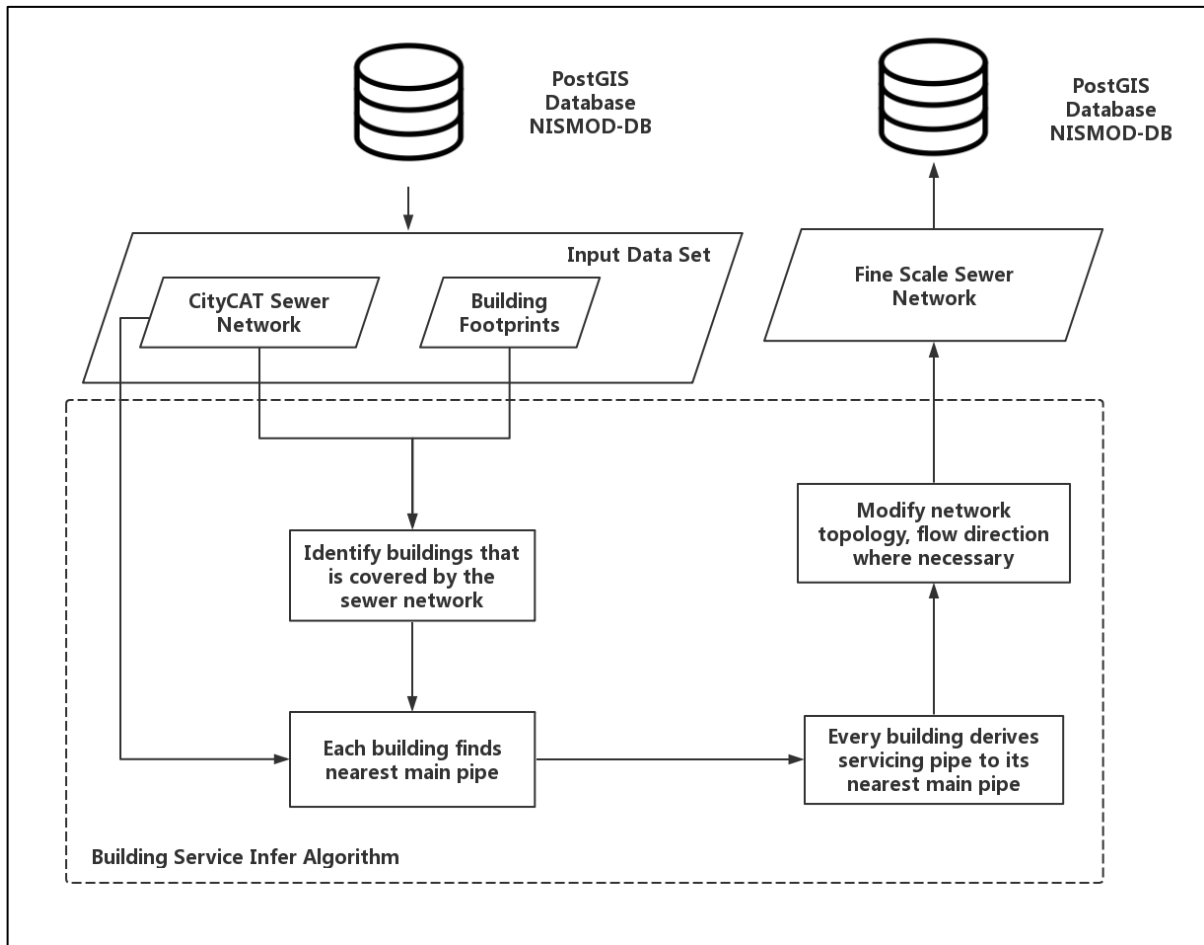 PostGIS
Database
NISMOD-DB
PostGIS
Database
NISMOD-DB
Input Data Set
CityCAT Sewer
Network
Building
Footprints
Fine Scale Sewer
Network
Identify buildings that
is covered by the
sewer network
Modify network
topology, flow direction
where necessary
Each building finds
nearest main pipe
Every building derives
servicing pipe to its
nearest main pipe
Building Service Infer Algorithm